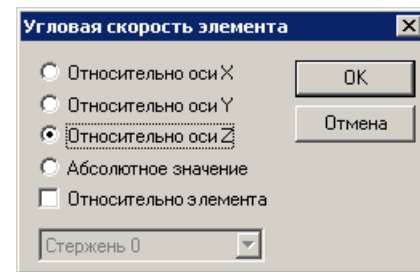 Угловая скорость элемента
Относительно оси X
Относительно оси Y
Относительно оси Z
Абсолютное значение
Относительно элемента
Стержень 0
OK
Отмена